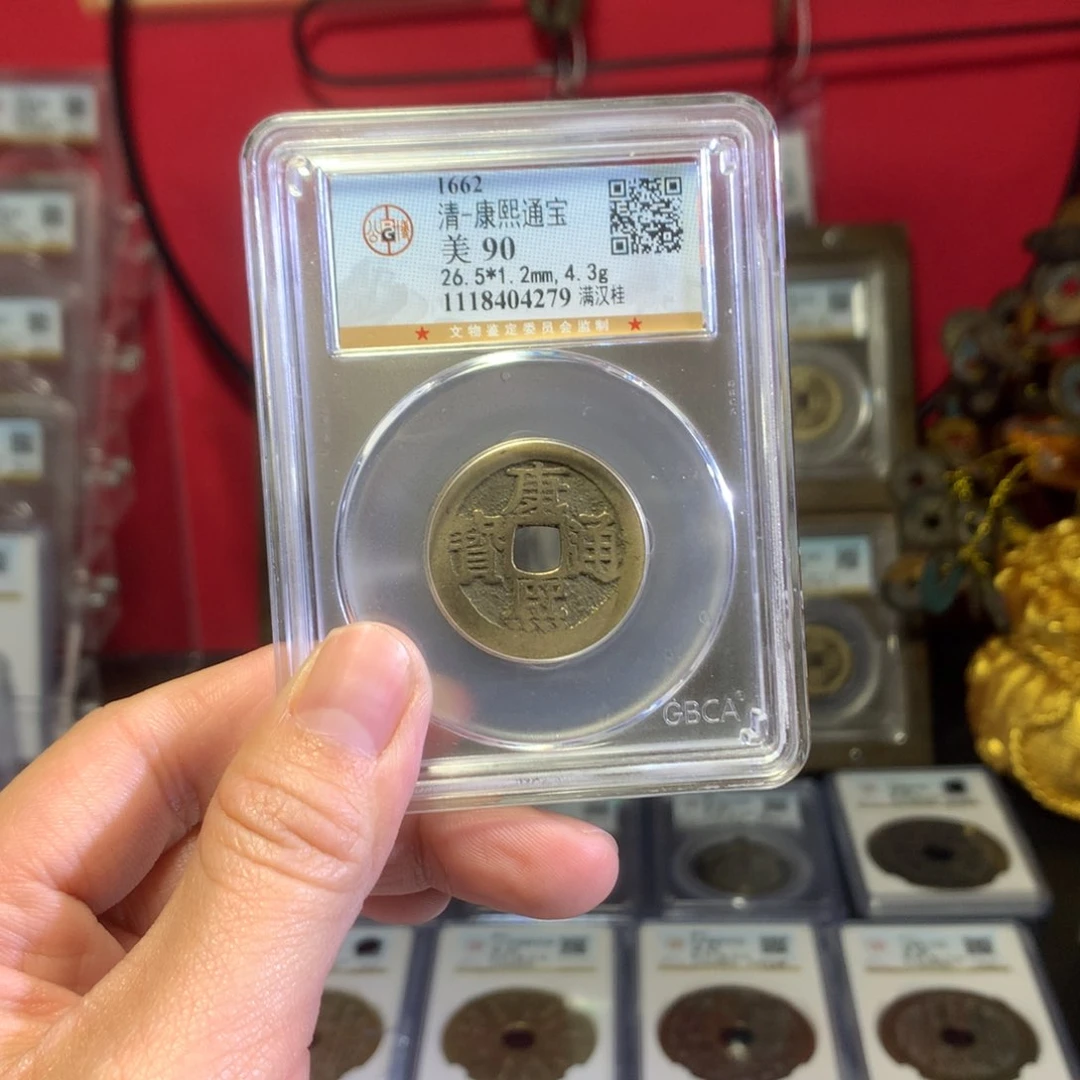 1662
清-康熙通宝
美 90
26.5*1.2mm, 4.3g
1118404279 满汉桂
★ 文物鉴定委员会监制 ★
康熙通寶
GBCA